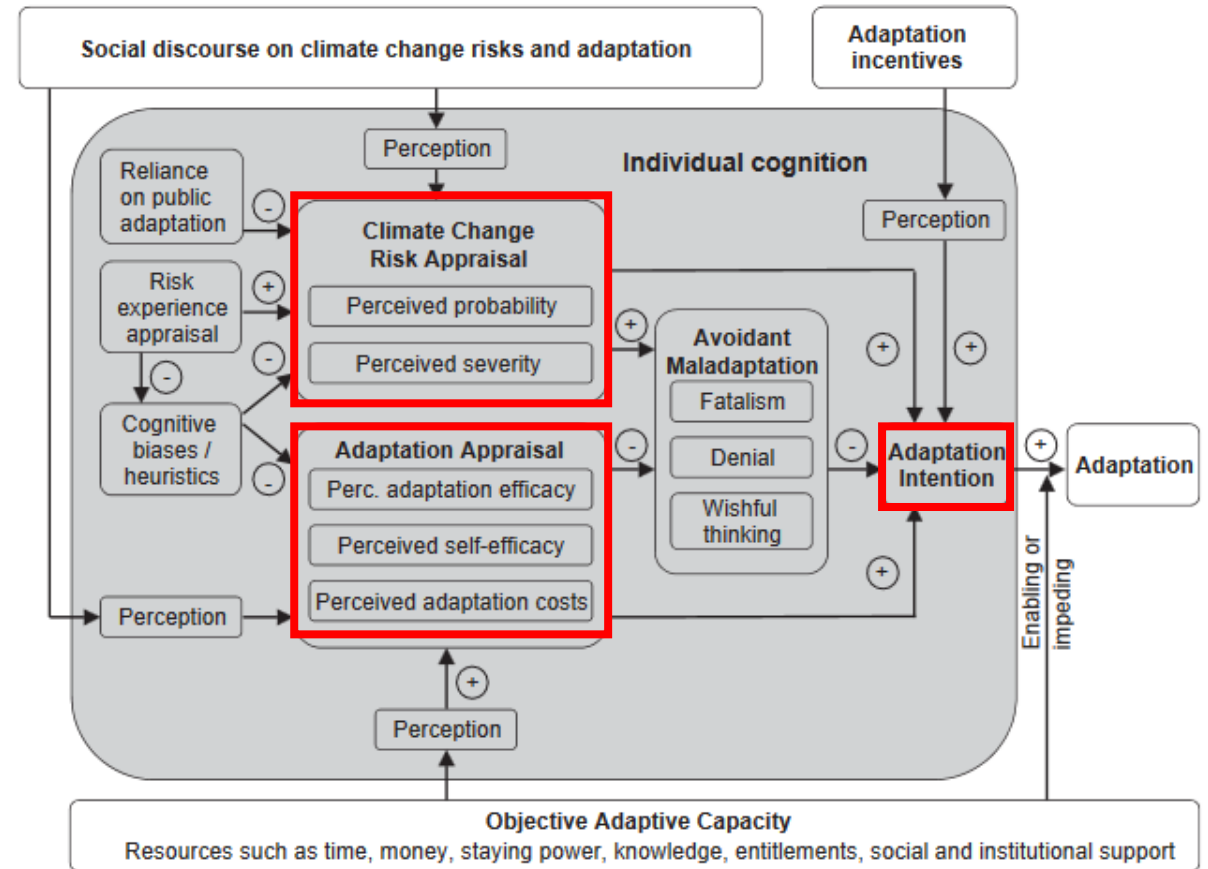 Social discourse on climate change risks and adaptation
Adaptation
incentives
Perception
Individual cognition
Reliance
on public
adaptation
-
Climate Change
Risk Appraisal
Perception
Risk
experience
appraisal
+
Perceived probability
-
Perceived severity
+
Avoidant
Maladaptation
+
+
-
Fatalism
Cognitive
biases /
heuristics
-
Adaptation Appraisal
-
Denial
-
Adaptation
Intention
+
Adaptation
Perc. adaptation efficacy
Wishful
thinking
Perceived self-efficacy
+
Enabling or
impeding
Perceived adaptation costs
Perception
+
Perception
Objective Adaptive Capacity
Resources such as time, money, staying power, knowledge, entitlements, social and institutional support